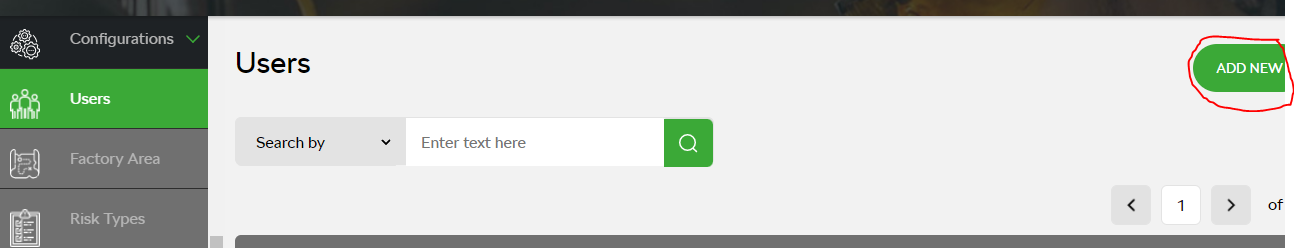 Configurations
Users
Factory Area
Risk Types
Users
ADD NEW
Search by
Enter text here
1
of